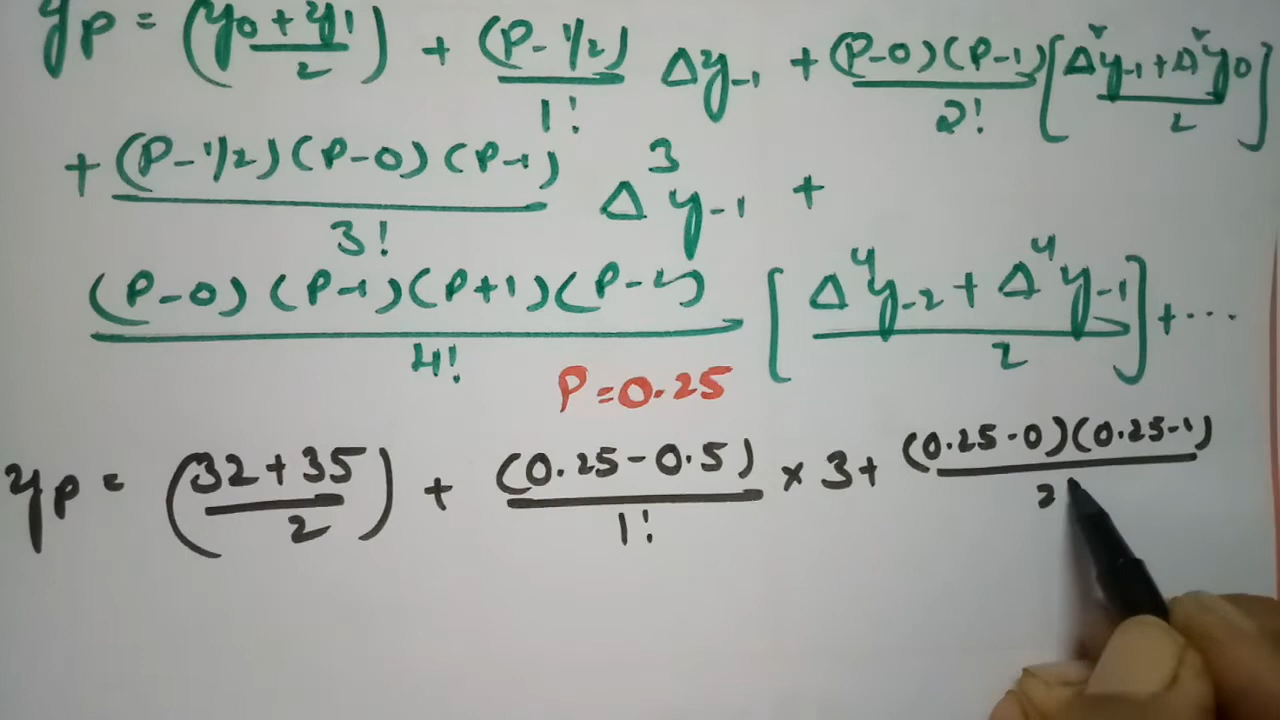 yp = (y0 + y1 / 2) + (P - 1/2) / 1! Δy-1 + (P-0)(P-1) / 2! [Δ²y-1 + Δ²y0 / 2]
+ (P - 1/2)(P-0)(P-1) / 3! Δ³y-1 +
(P-0)(P-1)(P+1)(P-2) / 4! [Δ⁴y-2 + Δ⁴y-1 / 2] + ...
P = 0.25
yp = (32+35 / 2) + (0.25 - 0.5) / 1! × 3 + (0.25-0)(0.25-1) / 2